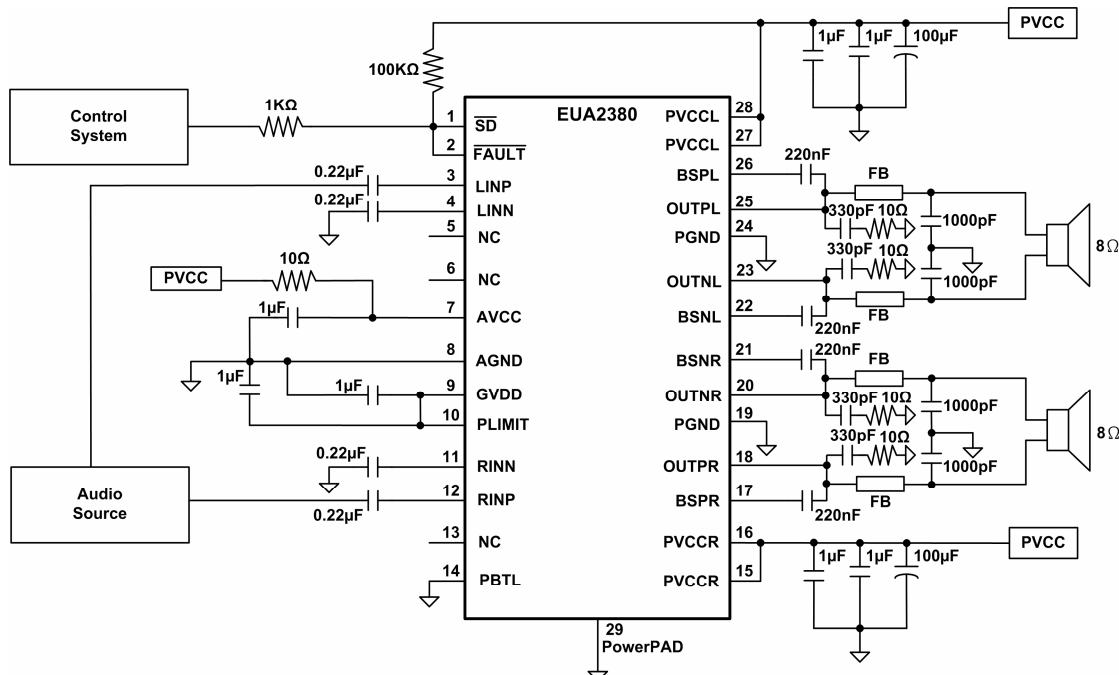 PVCC
1µF
1µF
100µF
100KΩ
Control
System
1KΩ
EUA2380
1
SD
2
FAULT
0.22µF
3
LINP
0.22µF
4
LINN
5
NC
6
NC
PVCC
10Ω
1µF
7
AVCC
8
AGND
1µF
1µF
9
GVDD
10
PLIMIT
0.22µF
11
RINN
Audio
Source
12
RINP
0.22µF
13
NC
14
PBTL
28
PVCCL
27
PVCCL
26
BSPL
220nF
FB
25
OUTPL
330pF
10Ω
1000pF
24
PGND
8Ω
330pF
10Ω
23
OUTNL
1000pF
22
BSNL
220nF
FB
21
BSNR
220nF
FB
20
OUTNR
330pF
10Ω
1000pF
19
PGND
8Ω
330pF
10Ω
18
OUTPR
1000pF
17
BSPR
220nF
FB
16
PVCCR
PVCC
1µF
1µF
100µF
15
PVCCR
29
PowerPAD